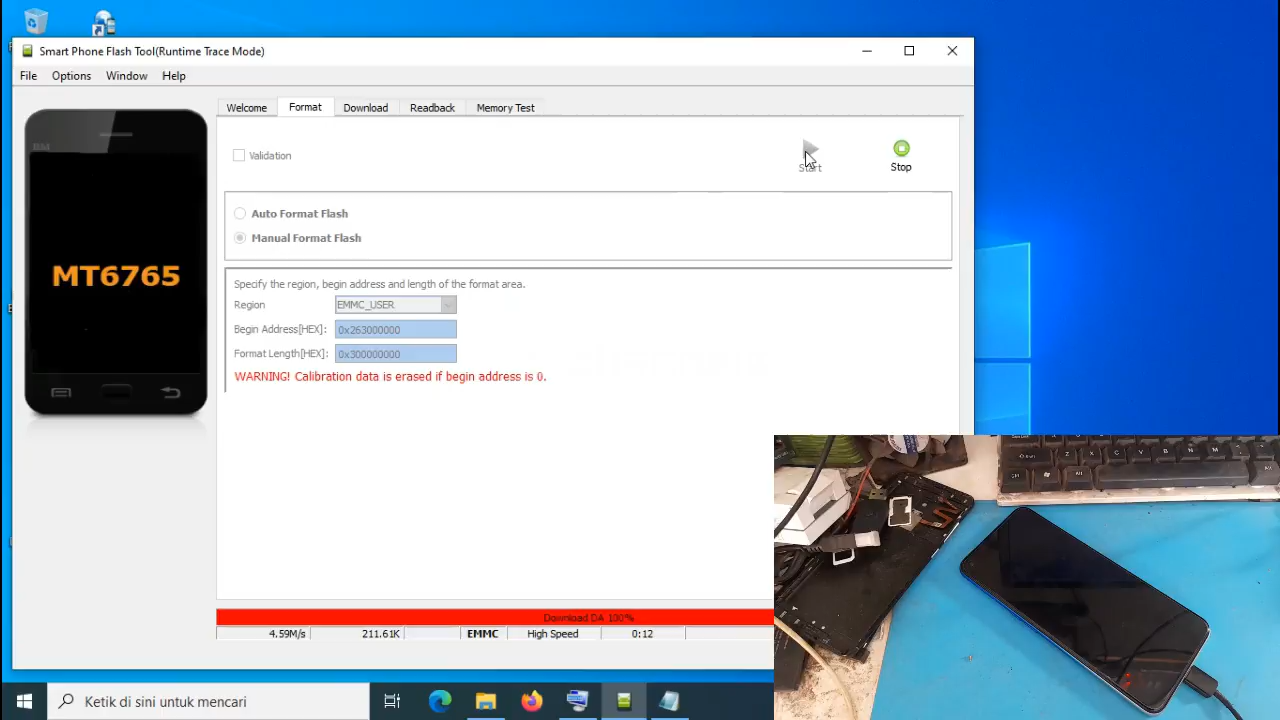 Smart Phone Flash Tool(Runtime Trace Mode)
File Options Window Help
Welcome Format Download Readback Memory Test
BM
MT6765
Validation
Start
Stop
Auto Format Flash
Manual Format Flash
Specify the region, begin address and length of the format area.
Region EMMC_USER
Begin Address[HEX]: 0x263000000
Format Length[HEX]: 0x300000000
WARNING! Calibration data is erased if begin address is 0.
Download DA 100%
4.59M/s 211.61K EMMC High Speed 0:12
Ketik di sini untuk mencari